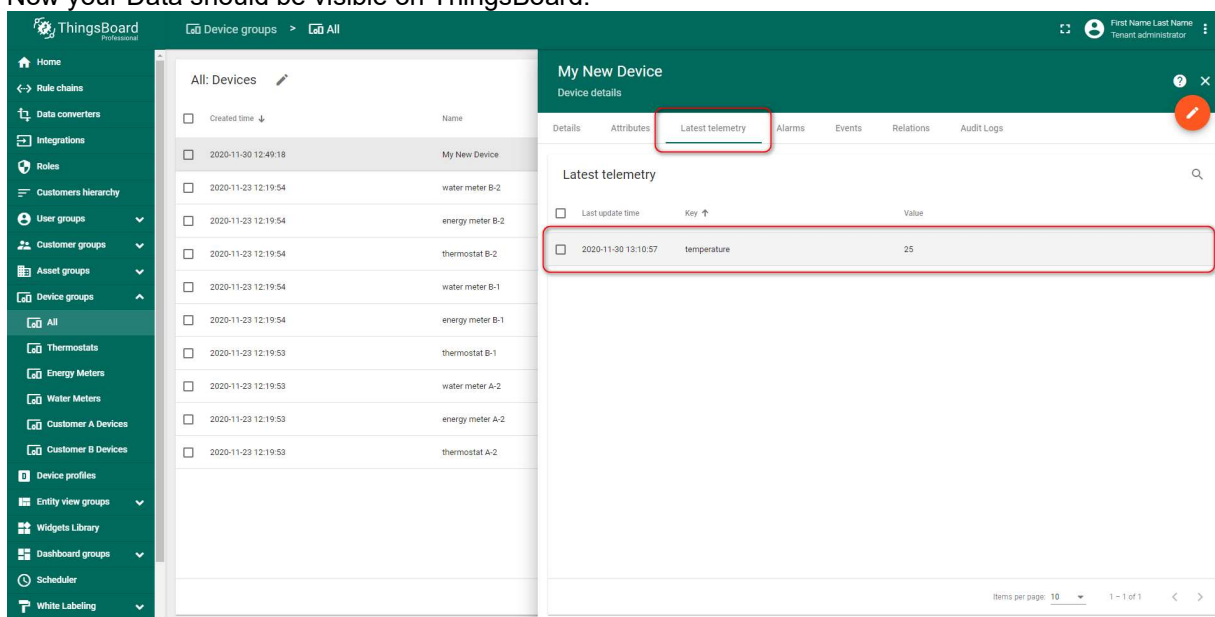 Now your Data should be visible on ThingsBoard.
ThingsBoard
Professional
Device groups > All
First Name Last Name
Tenant administrator
Home
Rule chains
Data converters
Integrations
Roles
Customers hierarchy
User groups
Customer groups
Asset groups
Device groups
All
Thermostats
Energy Meters
Water Meters
Customer A Devices
Customer B Devices
Device profiles
Entity view groups
Widgets Library
Dashboard groups
Scheduler
White Labeling
All: Devices
Created time Name
2020-11-30 12:49:18 My New Device
2020-11-23 12:19:54 water meter B-2
2020-11-23 12:19:54 energy meter B-2
2020-11-23 12:19:54 thermostat B-2
2020-11-23 12:19:54 water meter B-1
2020-11-23 12:19:54 energy meter B-1
2020-11-23 12:19:53 thermostat B-1
2020-11-23 12:19:53 water meter A-2
2020-11-23 12:19:53 energy meter A-2
2020-11-23 12:19:53 thermostat A-2
My New Device
Device details
Details Attributes Latest telemetry Alarms Events Relations Audit Logs
Latest telemetry
Last update time Key Value
2020-11-30 13:10:57 temperature 25
Items per page: 10 1 – 1 of 1